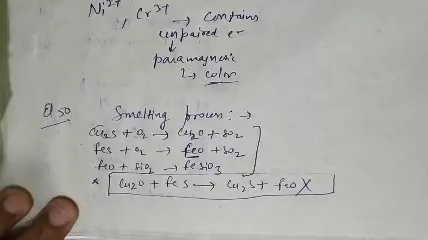 Ni²⁺, Cr³⁺ → contains
unpaired e⁻
↓
paramagnetic
↳ color
Q150 Smelting process : →
Cu₂S + O₂ → Cu₂O + SO₂
FeS + O₂ → FeO + SO₂
FeO + SiO₂ → FeSiO₃
* Cu₂O + FeS → Cu₂S + FeO X